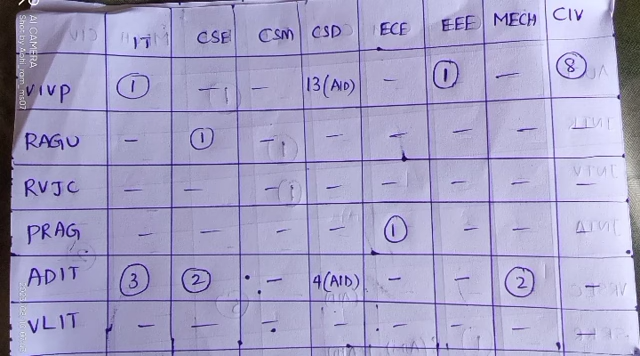 IT CSE CSM CSD ECE EEE MECH CIV
VIVP 1 - - 13 (AID) - 1 - 8
RAGU - 1 - - - - -
RVJC - - - - - - -
PRAG - - - - 1 - -
ADIT 3 2 - 4 (AID) - - 2
VLIT - - - - - - -
AI CAMERA